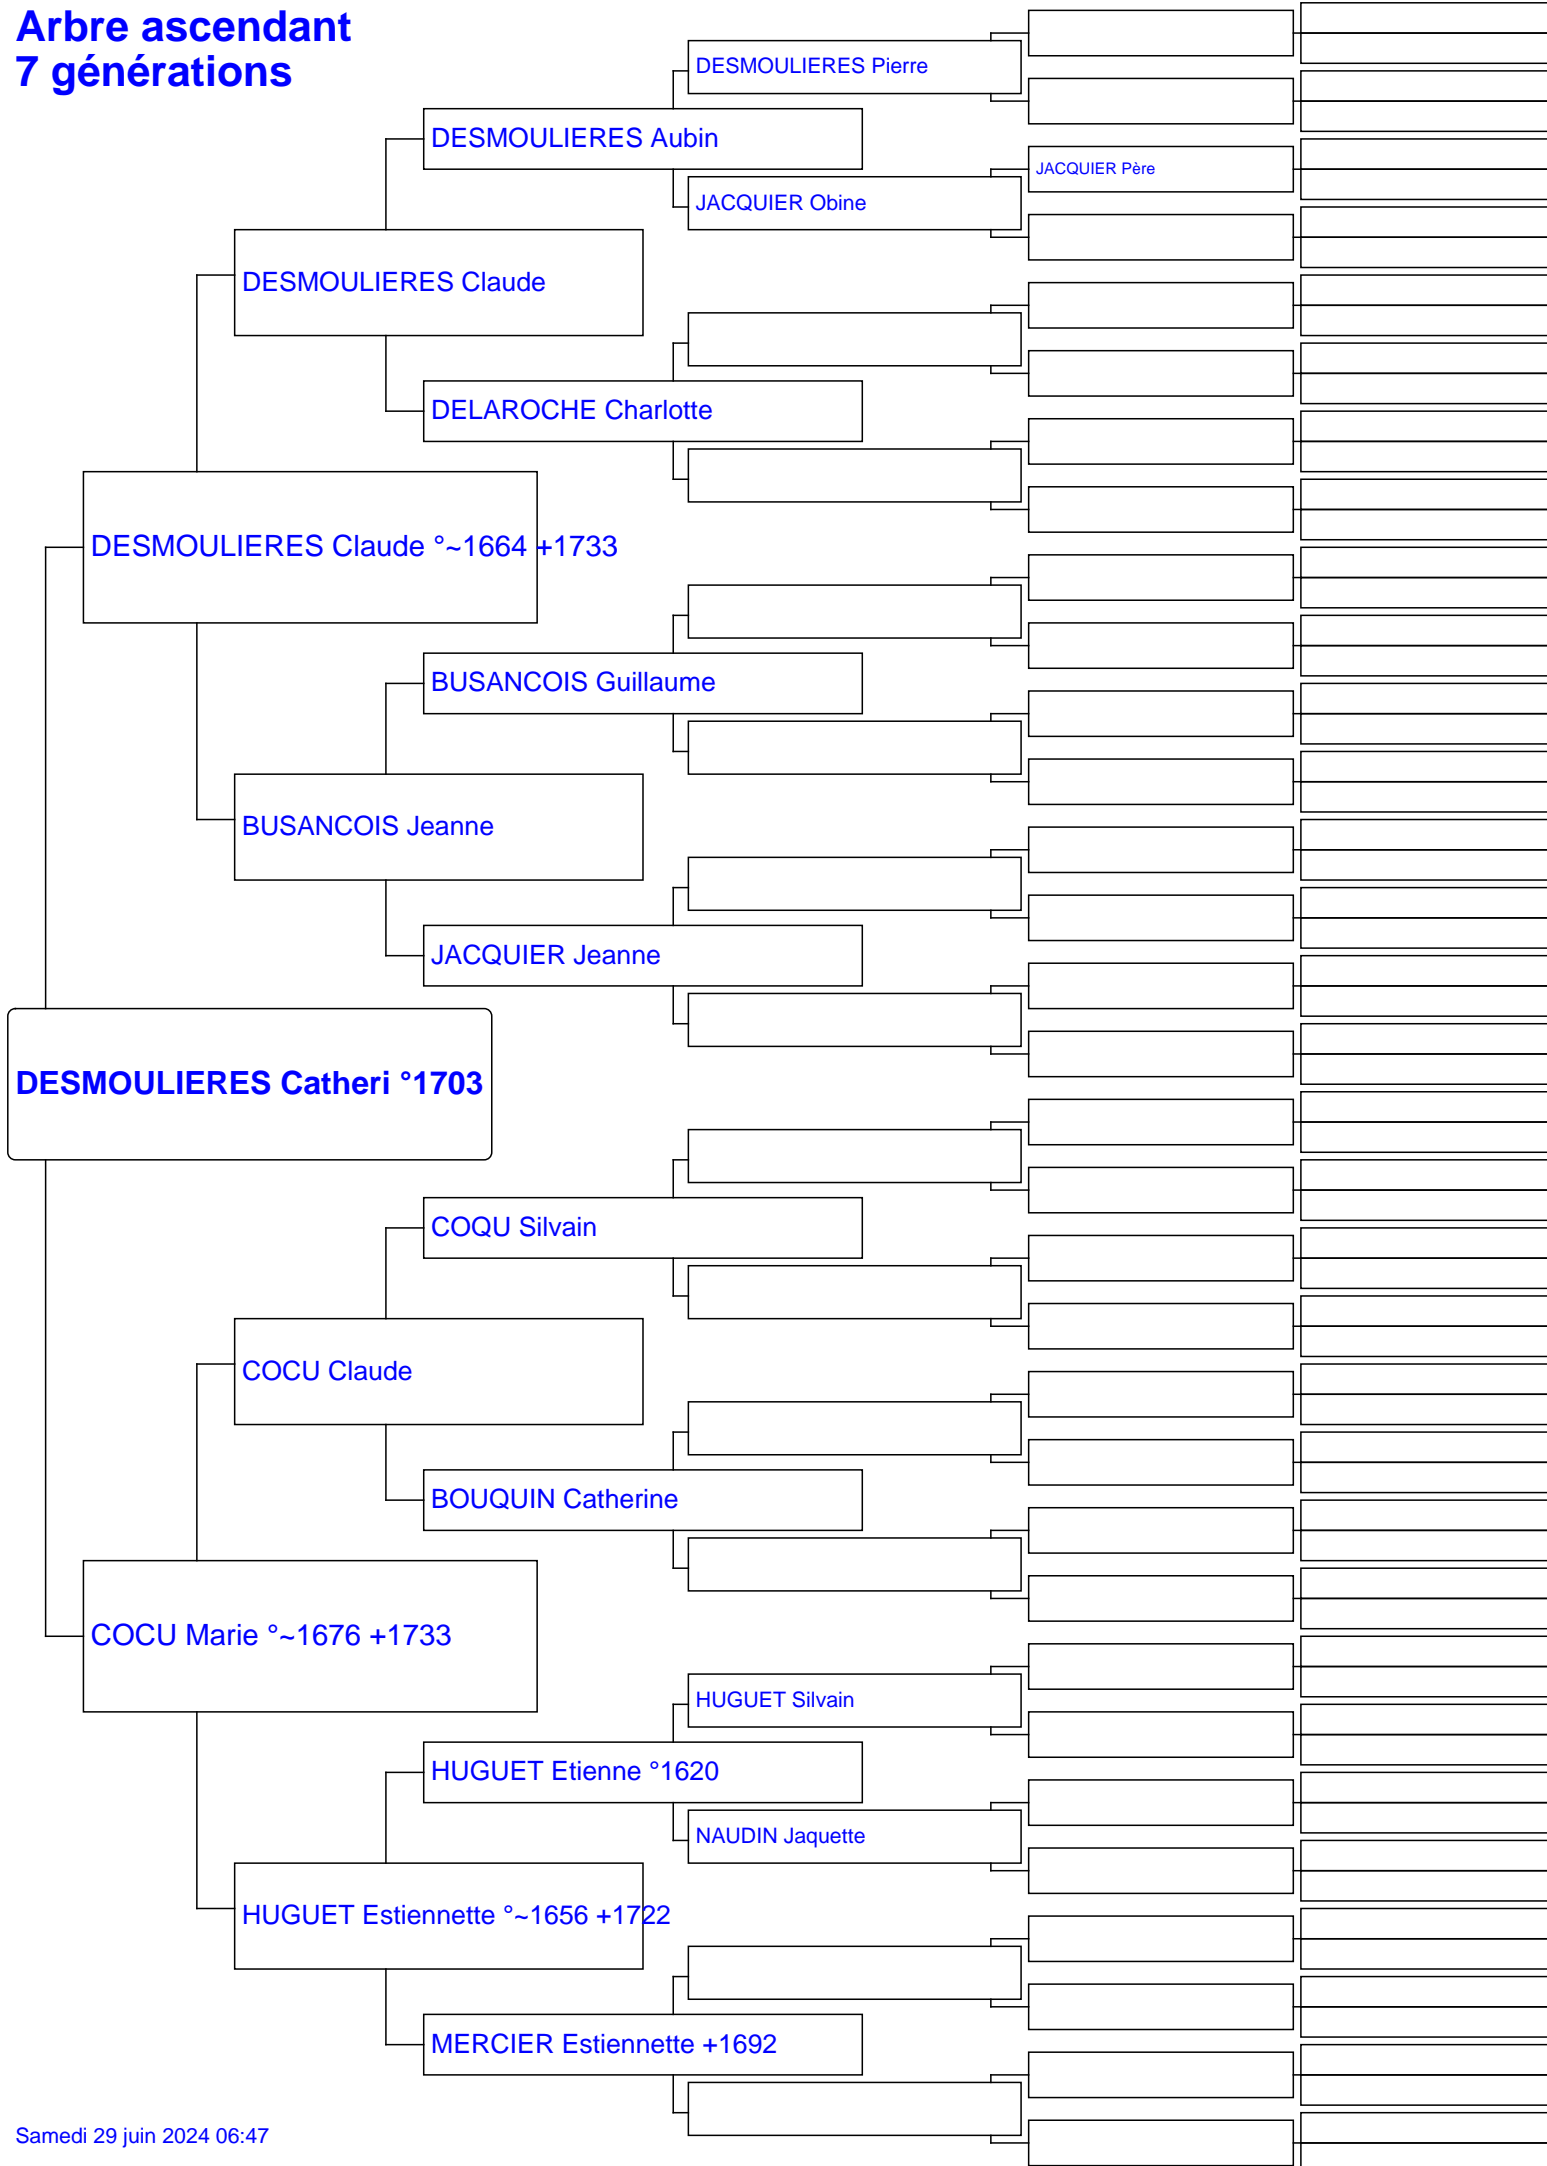 Arbre ascendant
7 générations
DESMOULIERES Pierre
DESMOULIERES Aubin
JACQUIER Père
JACQUIER Obine
DESMOULIERES Claude
DELAROCHE Charlotte
DESMOULIERES Claude °~1664 +1733
BUSANCOIS Guillaume
BUSANCOIS Jeanne
JACQUIER Jeanne
DESMOULIERES Catheri °1703
COQU Silvain
COCU Claude
BOUQUIN Catherine
COCU Marie °~1676 +1733
HUGUET Silvain
HUGUET Etienne °1620
NAUDIN Jaquette
HUGUET Estiennette °~1656 +1722
MERCIER Estiennette +1692
Samedi 29 juin 2024 06:47